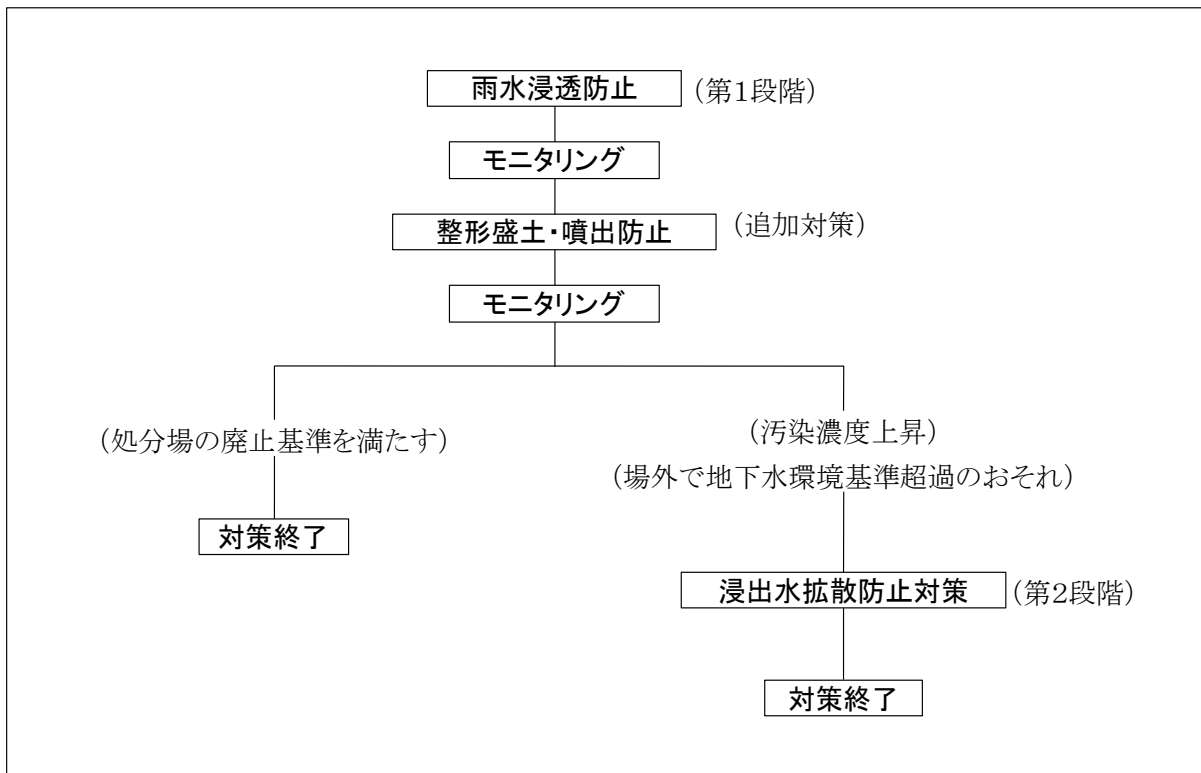 雨水浸透防止 (第1段階)
モニタリング
整形盛土・噴出防止 (追加対策)
モニタリング
(処分場の廃止基準を満たす)
(汚染濃度上昇)
(場外で地下水環境基準超過のおそれ)
対策終了
浸出水拡散防止対策 (第2段階)
対策終了